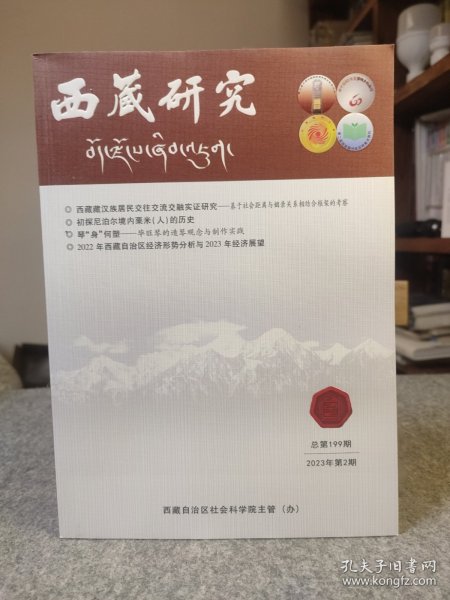 西藏研究
བོད་ལྗོངས་ཞིབ་འཇུག
西藏藏汉族居民交往交流交融实证研究——基于社会距离与姻亲关系相结合框架的考察
初探尼泊尔境内栗米(人)的历史
琴“身”何塑——毕旺琴的造琴观念与制作实践
2022年西藏自治区经济形势分析与2023年经济展望
总第199期
2023年第2期
西藏自治区社会科学院主管(办)
孔夫子旧书网
www.kongfz.com